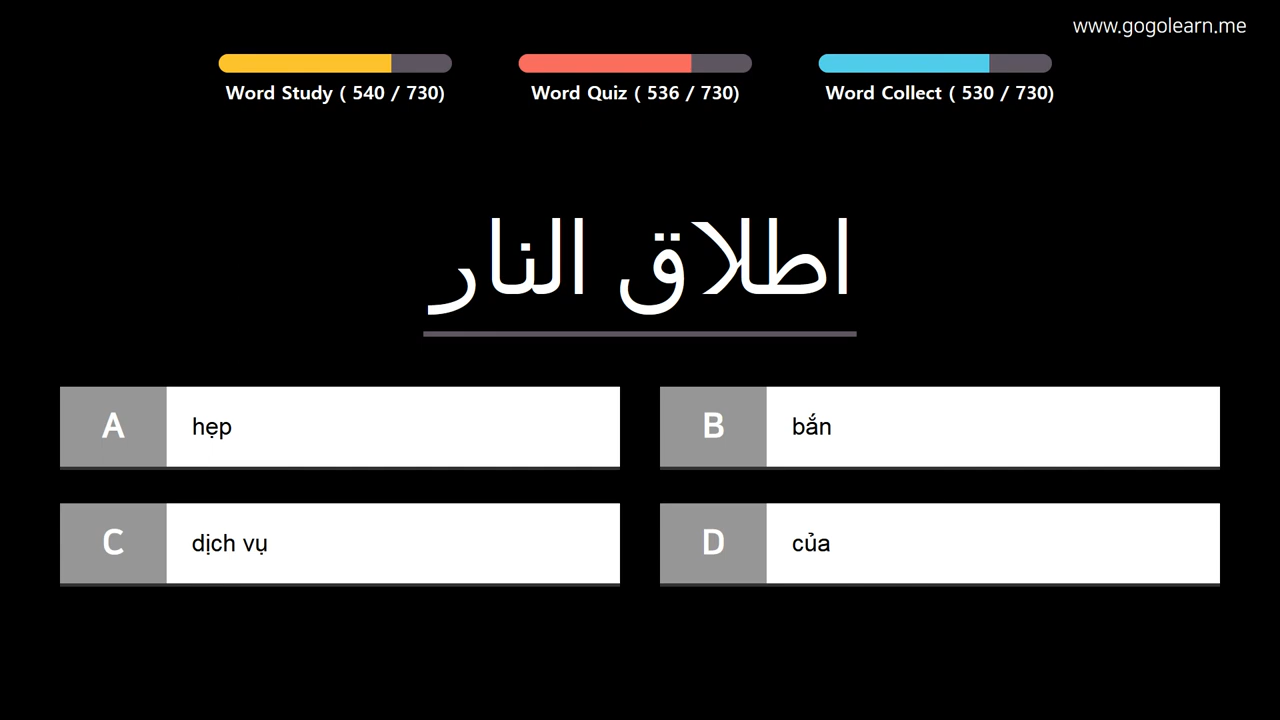 www.gogolearn.me
Word Study ( 540 / 730)
Word Quiz ( 536 / 730)
Word Collect ( 530 / 730)
اطلاق النار
A hẹp
B bắn
C dịch vụ
D của